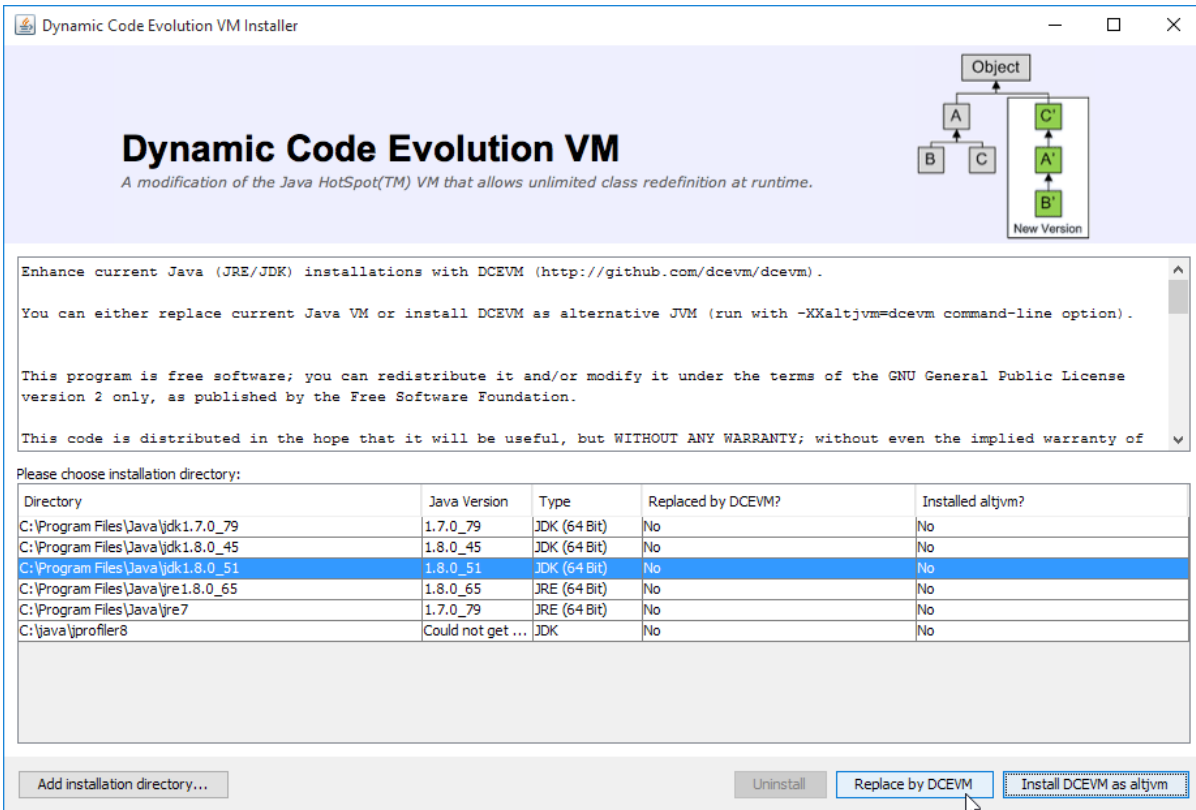 Dynamic Code Evolution VM Installer
Object
A
C'
B
C
A'
B'
New Version
Dynamic Code Evolution VM
A modification of the Java HotSpot(TM) VM that allows unlimited class redefinition at runtime.
Enhance current Java (JRE/JDK) installations with DCEVM (http://github.com/dcevm/dcevm).
You can either replace current Java VM or install DCEVM as alternative JVM (run with -XXaltjvm=dcevm command-line option).
This program is free software; you can redistribute it and/or modify it under the terms of the GNU General Public License
version 2 only, as published by the Free Software Foundation.
This code is distributed in the hope that it will be useful, but WITHOUT ANY WARRANTY; without even the implied warranty of
Please choose installation directory:
Directory Java Version Type Replaced by DCEVM? Installed altjvm?
C:\Program Files\Java\jdk1.7.0_79 1.7.0_79 JDK (64 Bit) No No
C:\Program Files\Java\jdk1.8.0_45 1.8.0_45 JDK (64 Bit) No No
C:\Program Files\Java\jdk1.8.0_51 1.8.0_51 JDK (64 Bit) No No
C:\Program Files\Java\jre1.8.0_65 1.8.0_65 JRE (64 Bit) No No
C:\Program Files\Java\jre7 1.7.0_79 JRE (64 Bit) No No
C:\java\jprofiler8 Could not get ... JDK No No
Add installation directory... Uninstall Replace by DCEVM Install DCEVM as altjvm